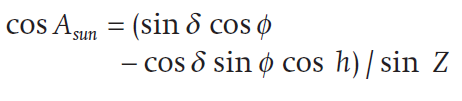 cos A_sun = (sin δ cos ϕ
– cos δ sin ϕ cos h) / sin Z